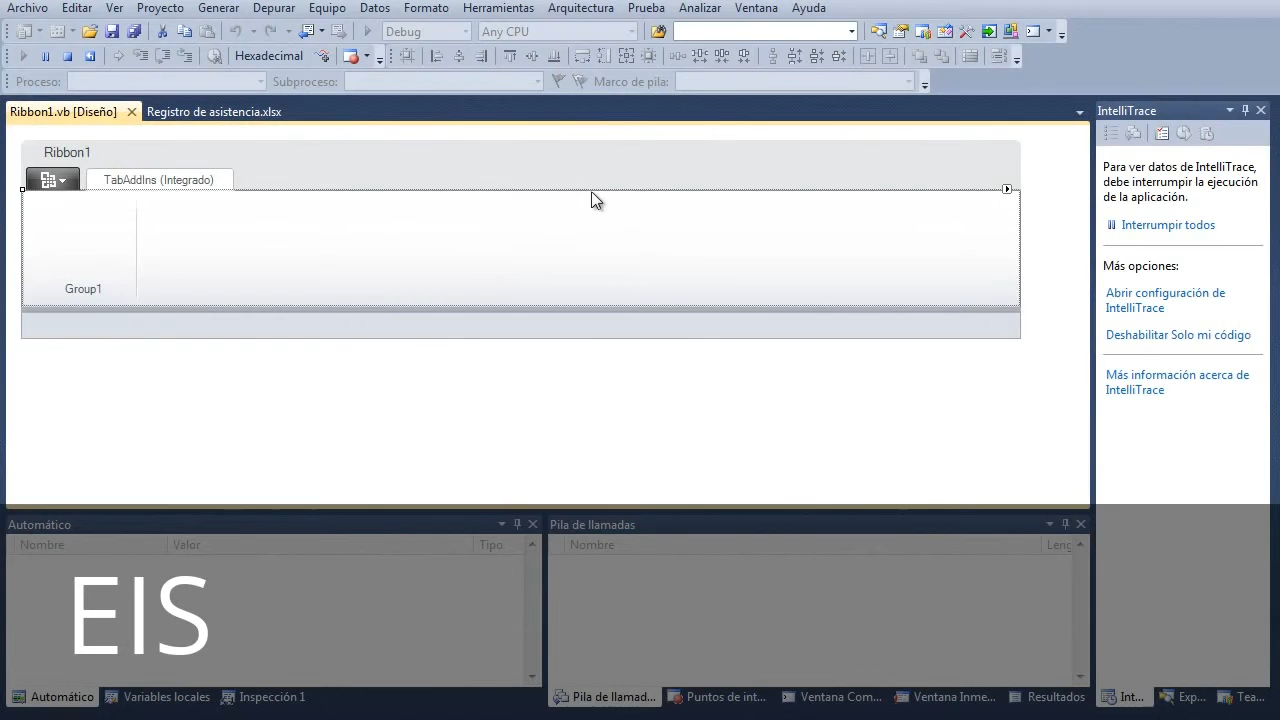 Archivo Editar Ver Proyecto Generar Depurar Equipo Datos Formato Herramientas Arquitectura Prueba Analizar Ventana Ayuda
Debug Any CPU
Hexadecimal
Proceso: Subproceso: Marco de pila:
Ribbon1.vb [Diseño] Registro de asistencia.xlsx
IntelliTrace
Ribbon1
TabAddIns (Integrado)
Group1
Para ver datos de IntelliTrace,
debe interrumpir la ejecución
de la aplicación.
Interrumpir todos
Más opciones:
Abrir configuración de
IntelliTrace
Deshabilitar Solo mi código
Más información acerca de
IntelliTrace
Automático
Nombre Valor Tipo
Pila de llamadas
Nombre Leng
EIS
Automático Variables locales Inspección 1
Pila de llamad... Puntos de int... Ventana Com... Ventana Inme... Resultados
Int... Exp... Tea...